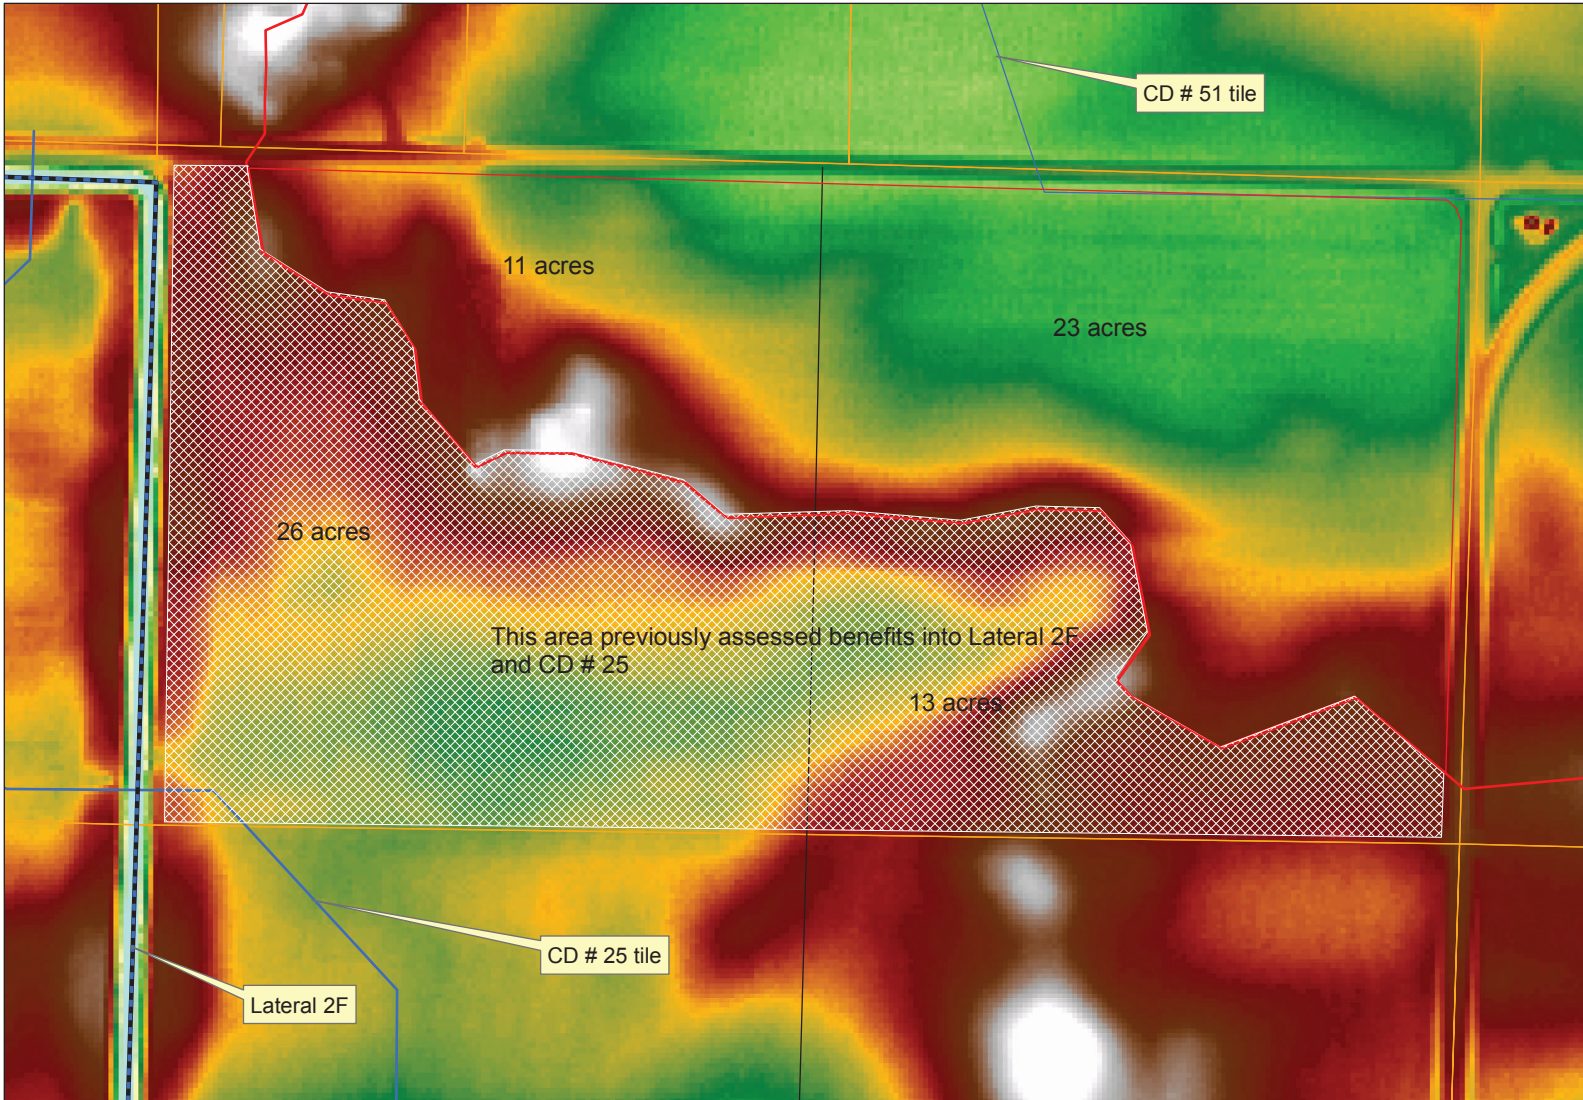 CD # 51 tile
11 acres
23 acres
26 acres
This area previously assessed benefits into Lateral 2F
and CD # 25
13 acres
CD # 25 tile
Lateral 2F